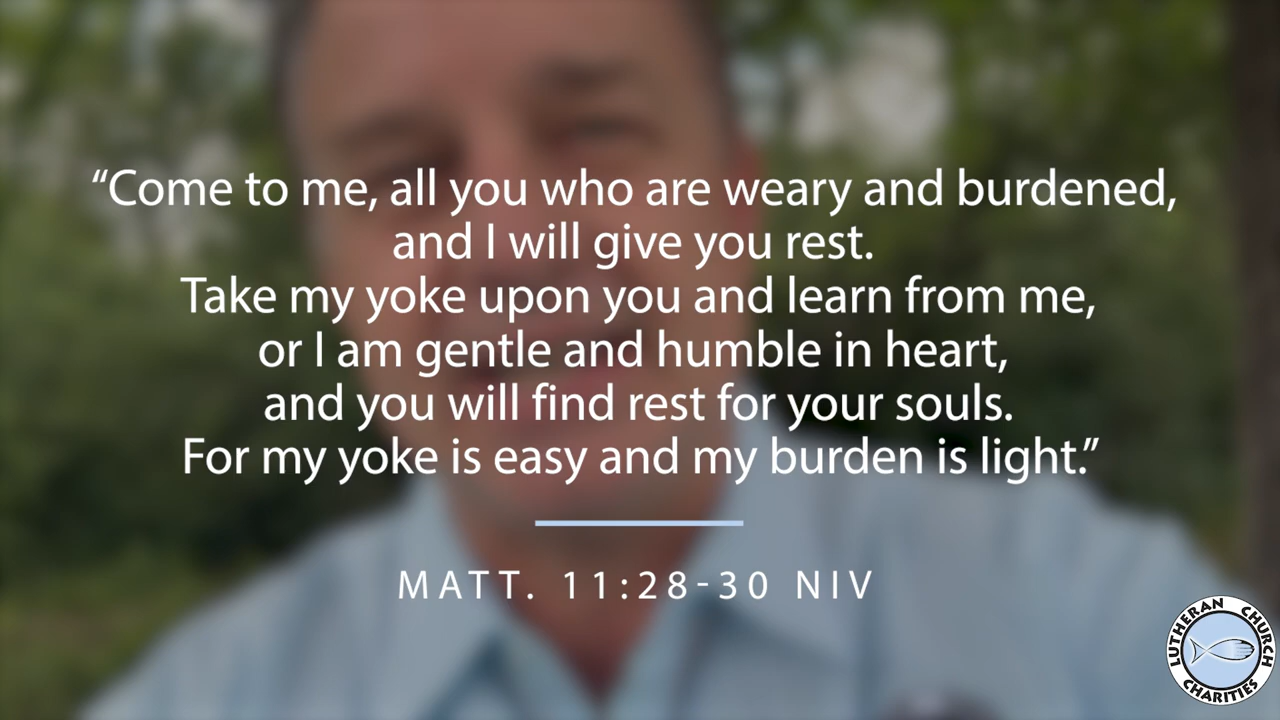 “Come to me, all you who are weary and burdened,
and I will give you rest.
Take my yoke upon you and learn from me,
or I am gentle and humble in heart,
and you will find rest for your souls.
For my yoke is easy and my burden is light.”
MATT. 11:28-30 NIV
LUTHERAN CHURCH
CHARITIES